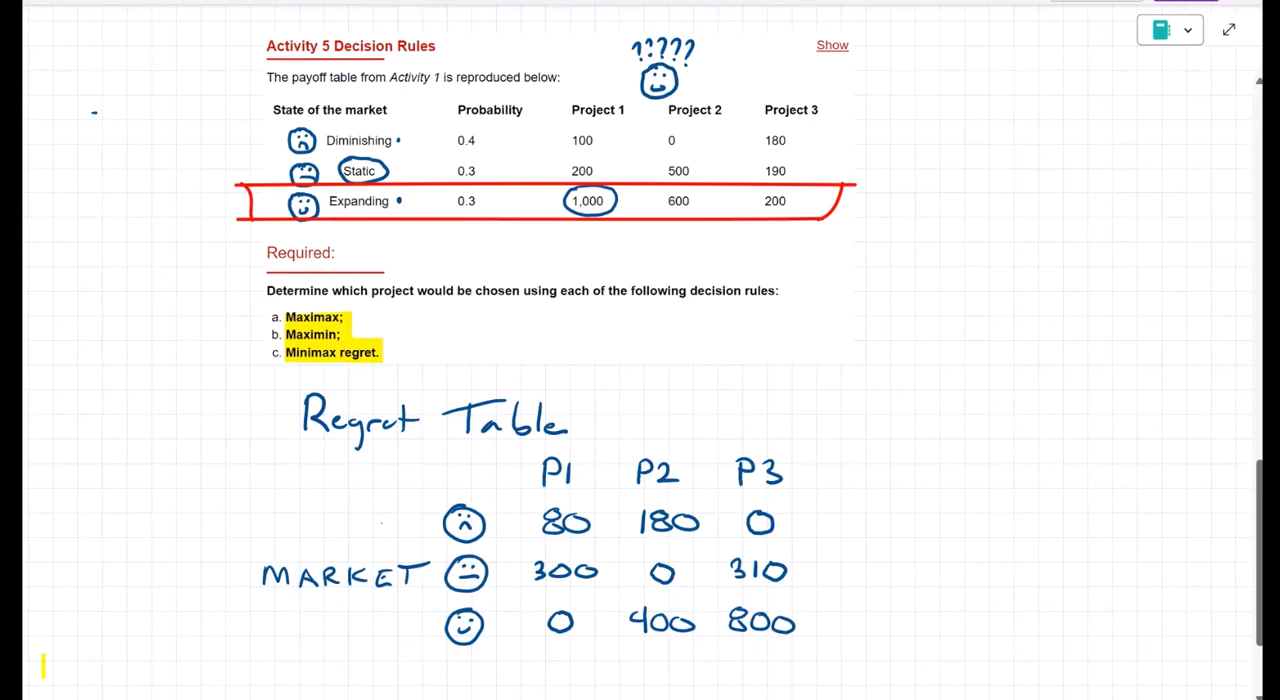 Activity 5 Decision Rules
?????
Show
The payoff table from Activity 1 is reproduced below:
State of the market Probability Project 1 Project 2 Project 3
Diminishing 0.4 100 0 180
Static 0.3 200 500 190
Expanding 0.3 1,000 600 200
Required:
Determine which project would be chosen using each of the following decision rules:
a. Maximax;
b. Maximin;
c. Minimax regret.
Regret Table
P1 P2 P3
80 180 0
MARKET 300 0 310
0 400 800